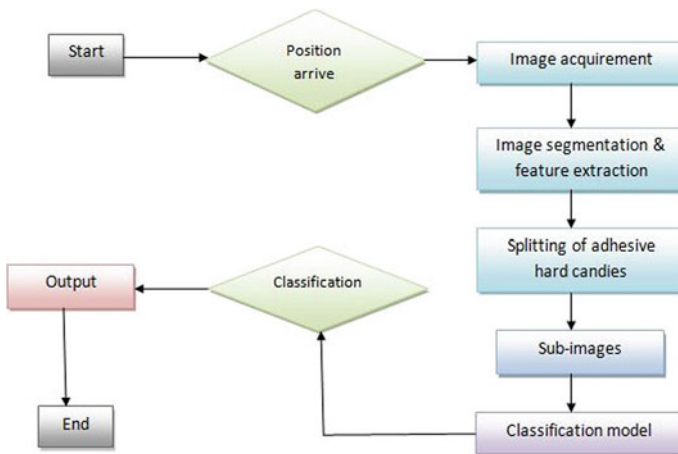 Start
Position
arrive
Image acquirement
Image segmentation &
feature extraction
Splitting of adhesive
hard candies
Sub-images
Classification model
Classification
Output
End